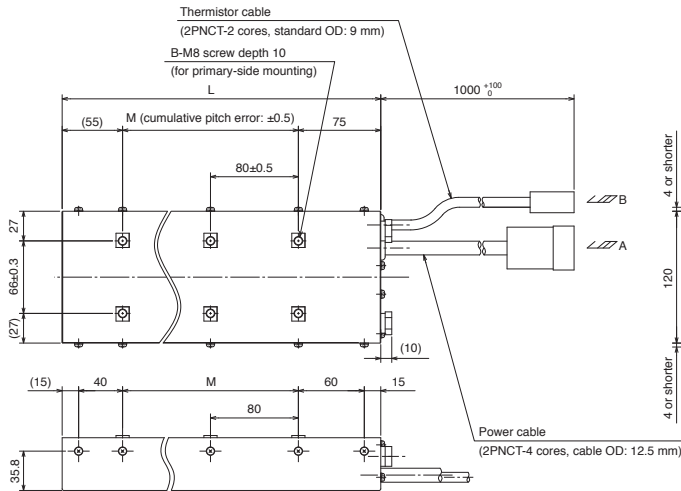 Thermistor cable
(2PNCT-2 cores, standard OD: 9 mm)
B-M8 screw depth 10
(for primary-side mounting)
L
1000 +100 0
(55)
M (cumulative pitch error: ±0.5)
75
80±0.5
4 or shorter
B
27
A
66±0.3
120
(27)
(10)
(15)
40
M
60
15
4 or shorter
80
Power cable
(2PNCT-4 cores, cable OD: 12.5 mm)
35.8